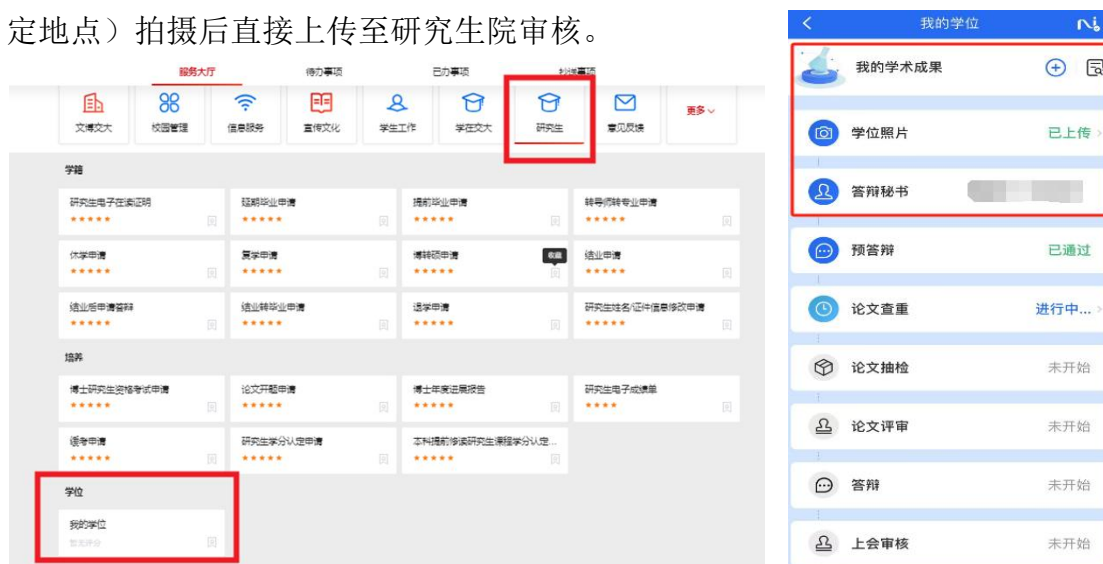 定地点）拍摄后直接上传至研究生院审核。
服务大厅 待办事项 已办事项 抄送事项
文博交大 校园管理 信息服务 宣传文化 学生工作 学在交大 研究生 意见反馈 更多
学籍
研究生电子在读证明 延期毕业申请 提前毕业申请 转导师转专业申请
休学申请 复学申请 博转硕申请 收藏 结业申请
结业后申请答辩 结业转毕业申请 退学申请 研究生姓名/证件信息修改申请
培养
博士研究生资格考试申请 论文开题申请 博士年度进展报告 研究生电子成绩单
缓考申请 研究生学分认定申请 本科提前修读研究生课程学分认定...
学位
我的学位
暂无评分
我的学位
我的学术成果
学位照片 已上传
答辩秘书
预答辩 已通过
论文查重 进行中...
论文抽检 未开始
论文评审 未开始
答辩 未开始
上会审核 未开始